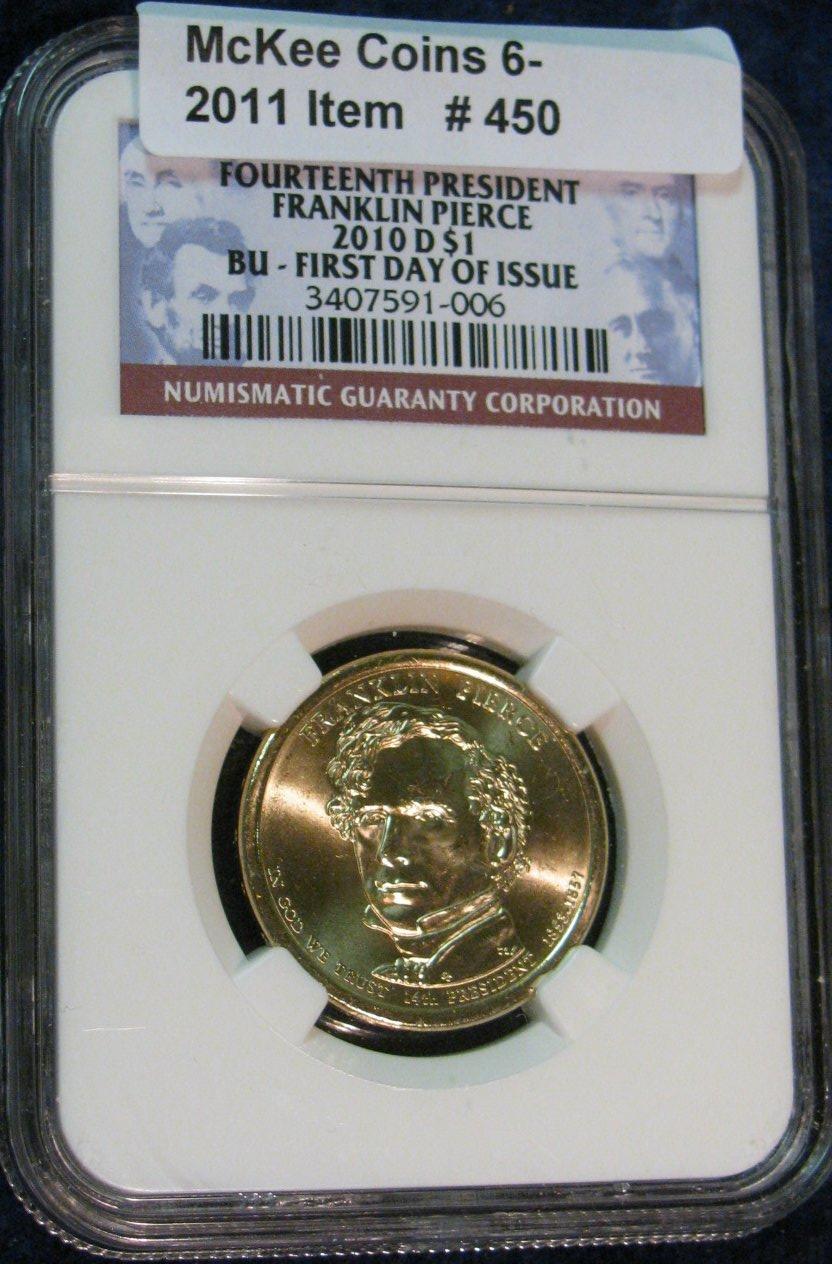 McKee Coins 6-
2011 Item # 450
FOURTEENTH PRESIDENT
FRANKLIN PIERCE
2010 D $1
BU - FIRST DAY OF ISSUE
3407591-006
NUMISMATIC GUARANTY CORPORATION
FRANKLIN PIERCE
IN GOD WE TRUST 14th PRESIDENT 1853-1857